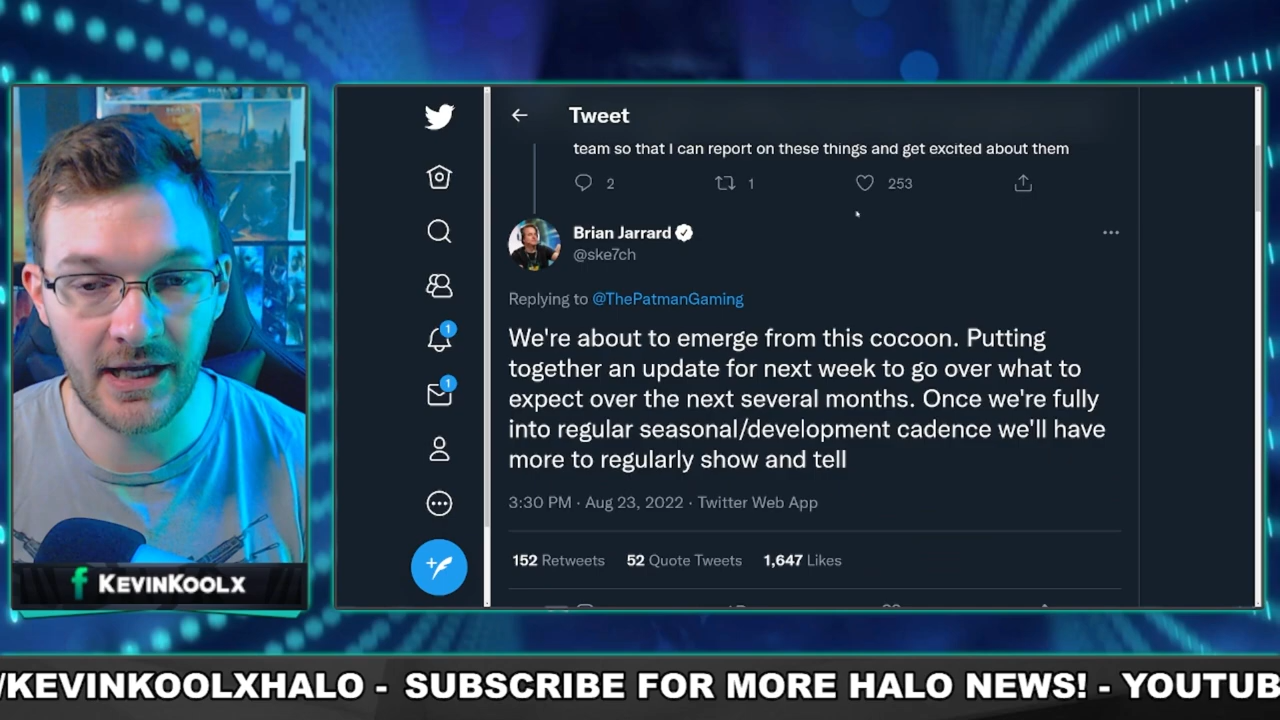 Tweet
team so that I can report on these things and get excited about them
2 1 253
Brian Jarrard
@ske7ch
Replying to @ThePatmanGaming
We're about to emerge from this cocoon. Putting
together an update for next week to go over what to
expect over the next several months. Once we're fully
into regular seasonal/development cadence we'll have
more to regularly show and tell
3:30 PM · Aug 23, 2022 · Twitter Web App
152 Retweets 52 Quote Tweets 1,647 Likes
1
1
f KEVINKOOLX
/KEVINKOOLXHALO - SUBSCRIBE FOR MORE HALO NEWS! - YOUTUB